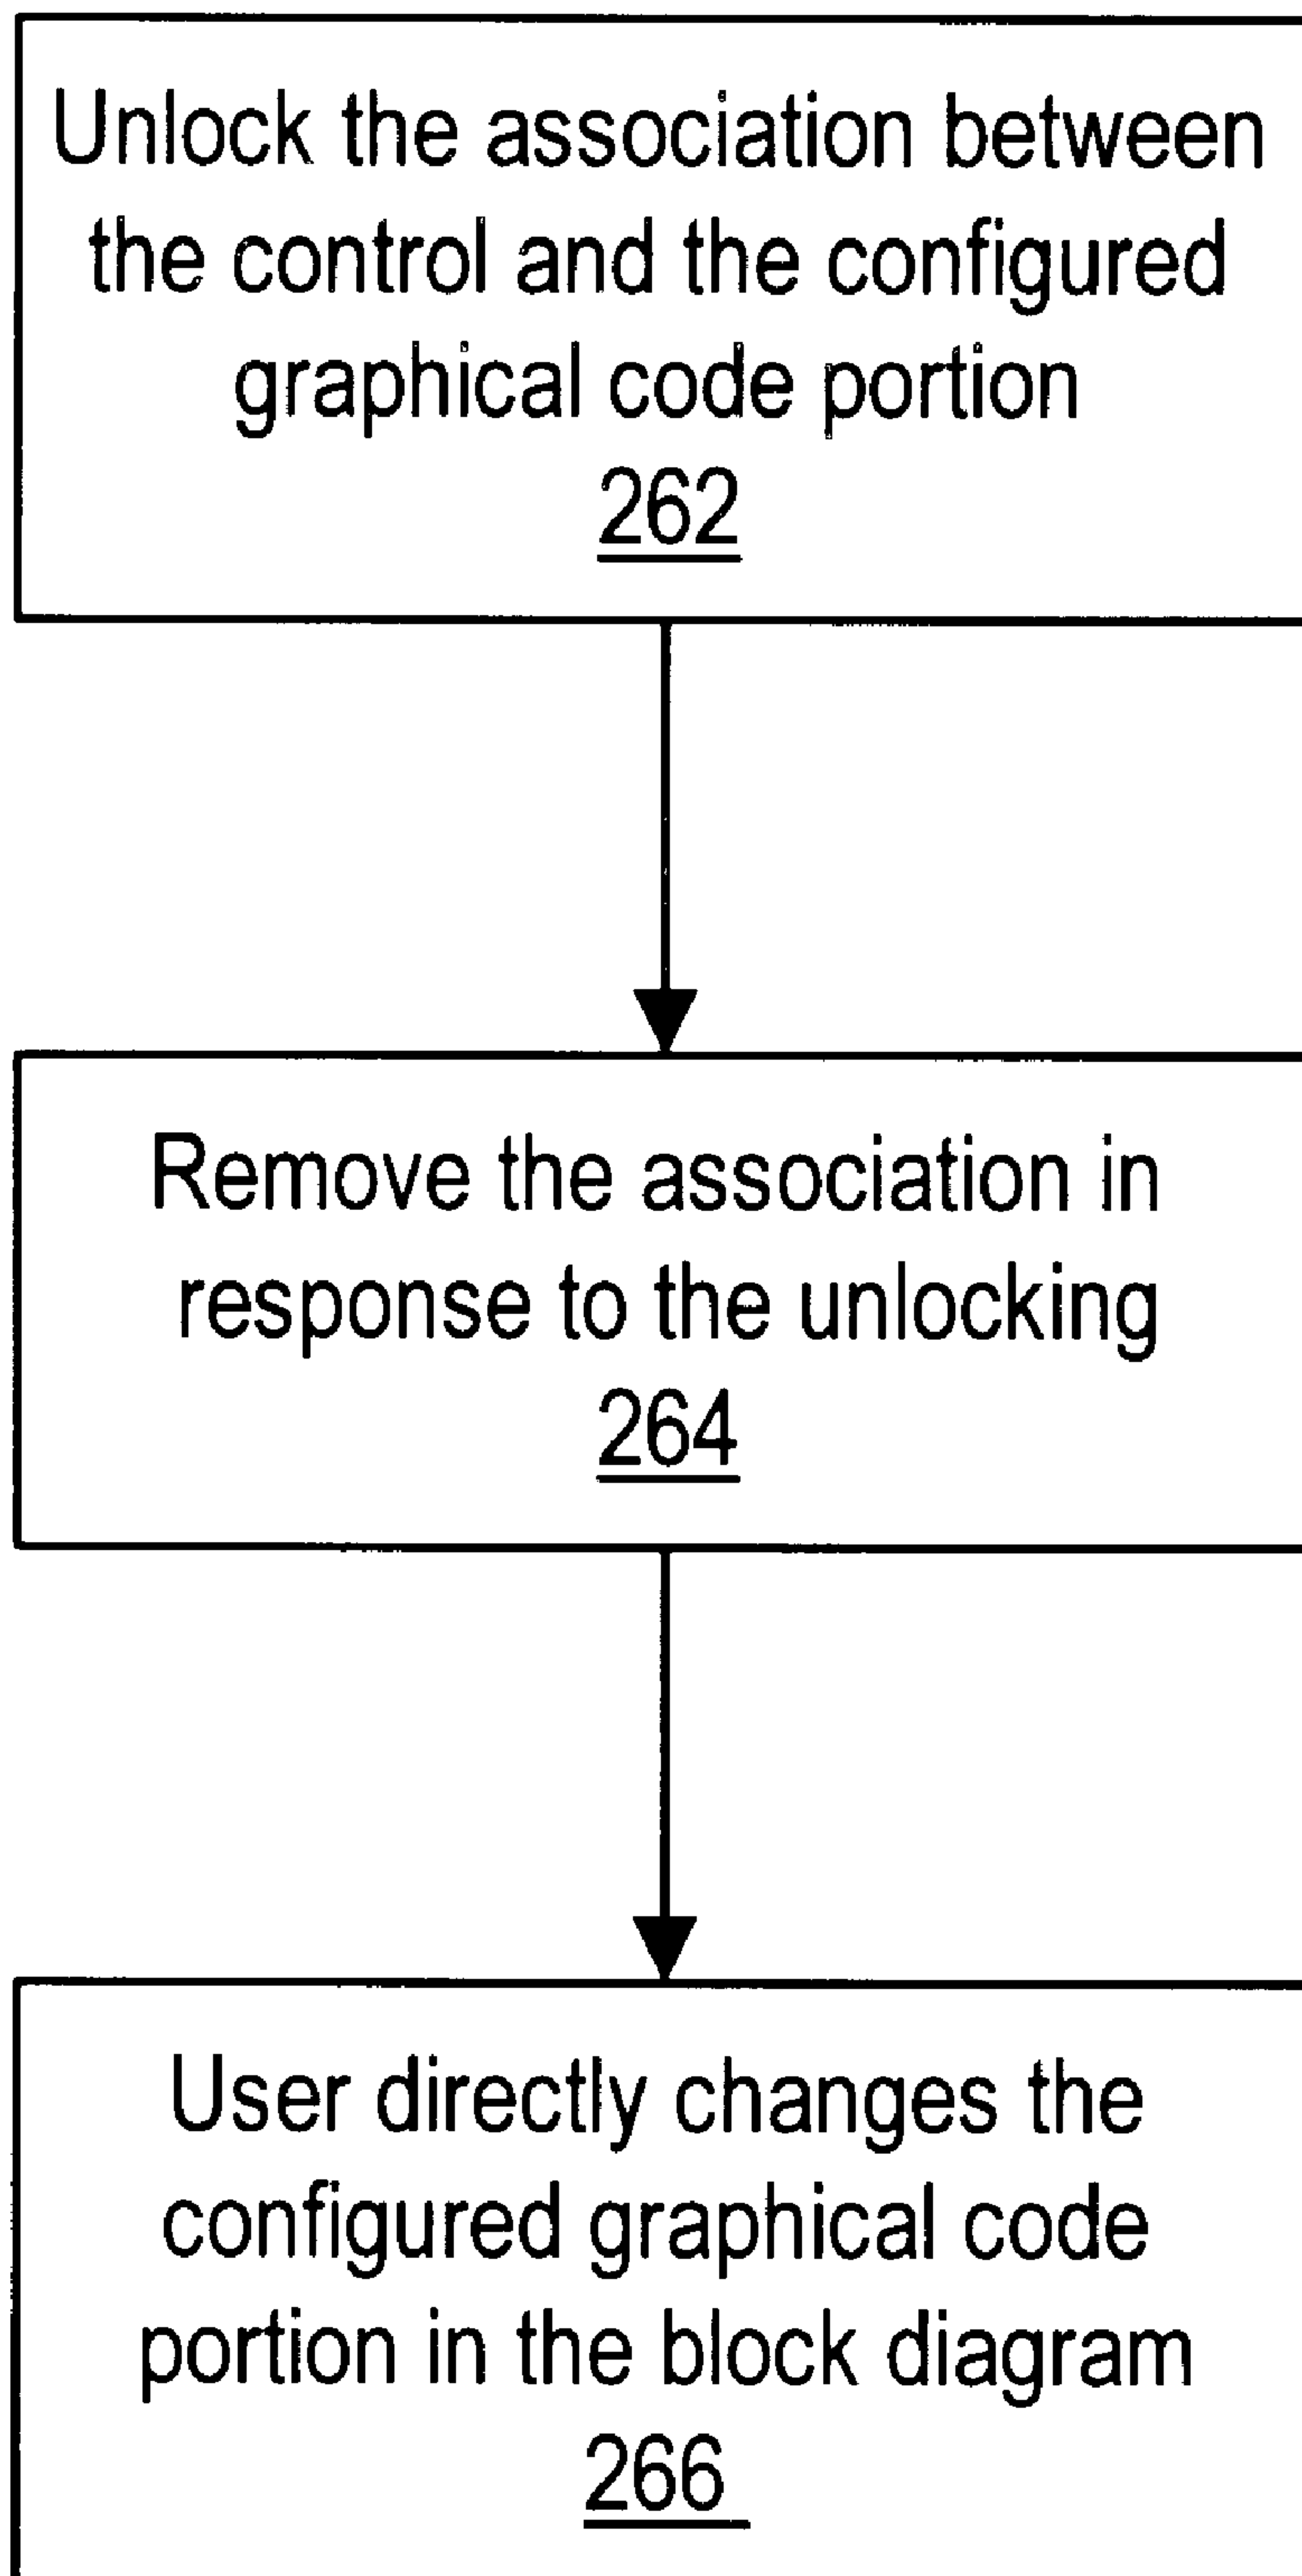 Unlock the association between
the control and the configured
graphical code portion
262
Remove the association in
response to the unlocking
264
User directly changes the
configured graphical code
portion in the block diagram
266